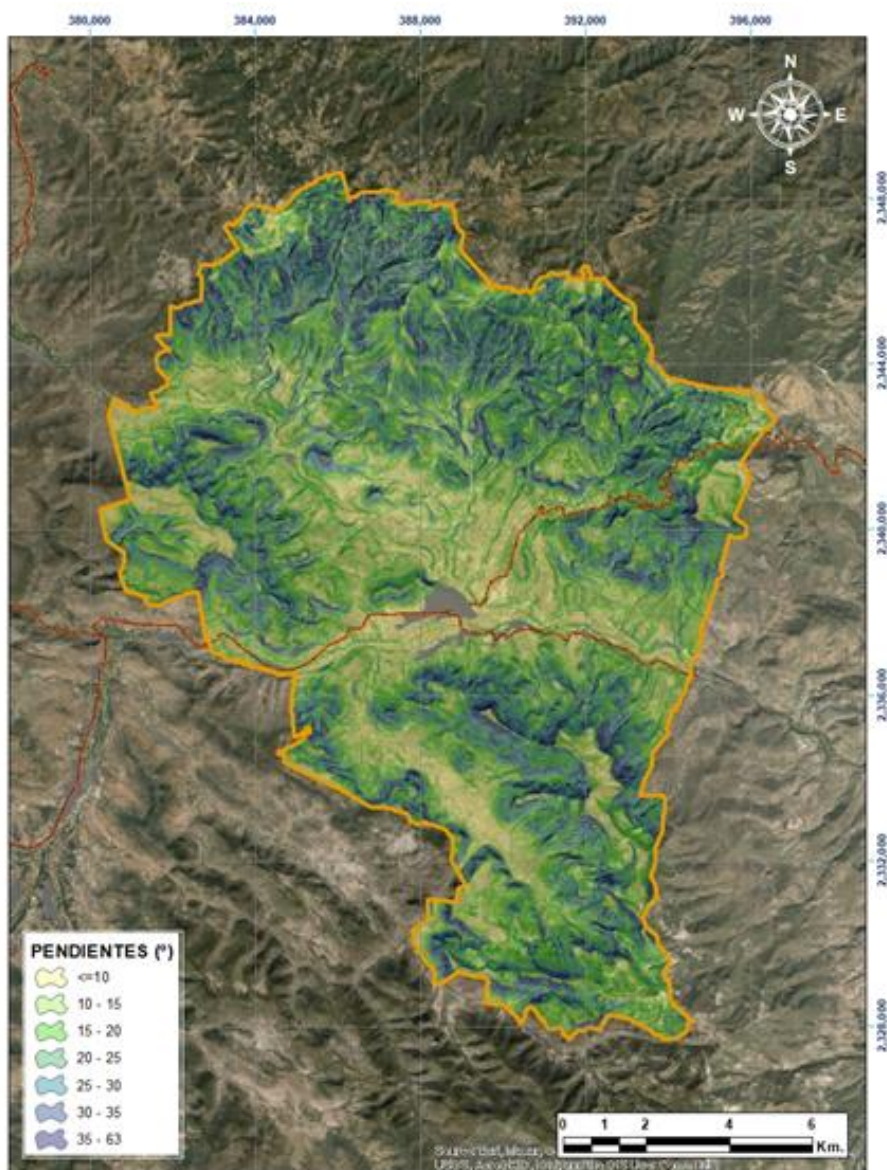 380,000 384,000 388,000 392,000 396,000
N
W E
S
2,348,000
2,344,000
2,340,000
2,336,000
2,332,000
2,328,000
PENDIENTES (º)
<=10
10 - 15
15 - 20
20 - 25
25 - 30
30 - 35
35 - 63
0 1 2 4 6
Km.